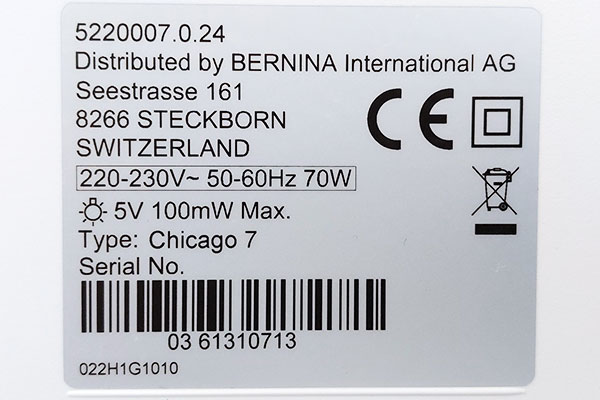 5220007.0.24
Distributed by BERNINA International AG
Seestrasse 161
8266 STECKBORN
SWITZERLAND
CE
220-230V~ 50-60Hz 70W
5V 100mW Max.
Type: Chicago 7
Serial No.
03 61310713
022H1G1010